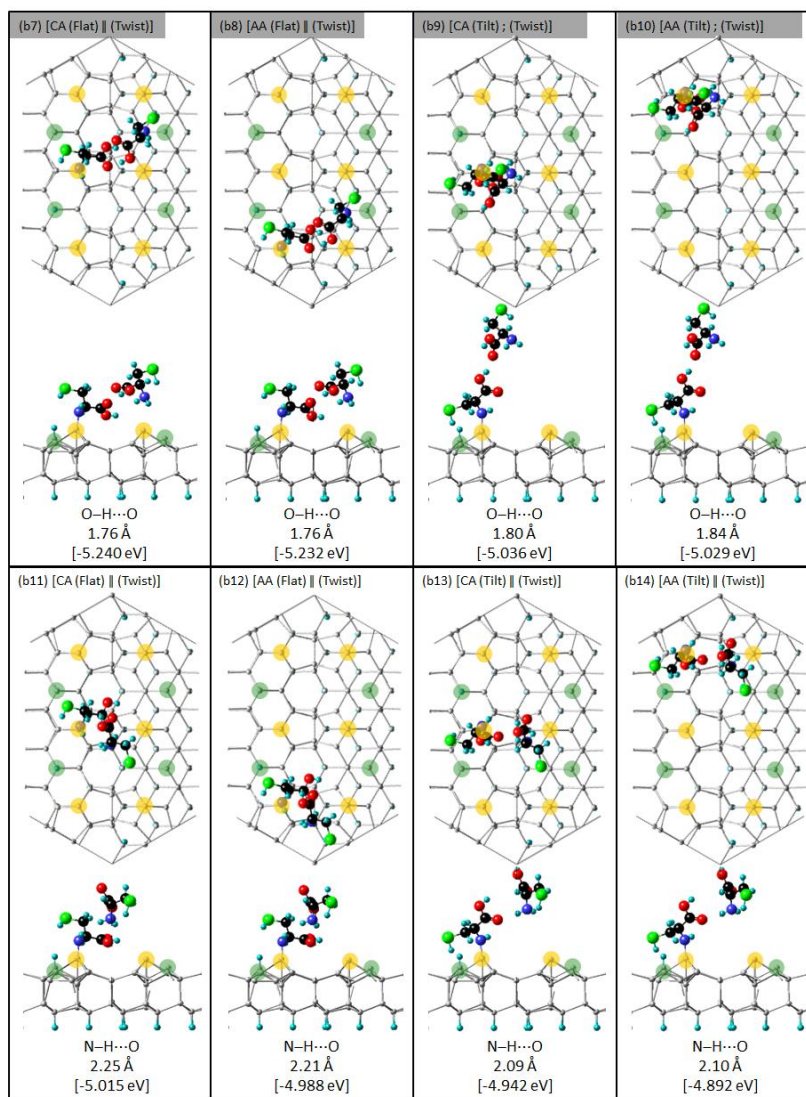 (b7) [CA (Flat) ∥ (Twist)]
(b8) [AA (Flat) ∥ (Twist)]
(b9) [CA (Tilt) ; (Twist)]
(b10) [AA (Tilt) ; (Twist)]
O–H···O
1.76 Å
[-5.240 eV]
O–H···O
1.76 Å
[-5.232 eV]
O–H···O
1.80 Å
[-5.036 eV]
O–H···O
1.84 Å
[-5.029 eV]
(b11) [CA (Flat) ∥ (Twist)]
(b12) [AA (Flat) ∥ (Twist)]
(b13) [CA (Tilt) ∥ (Twist)]
(b14) [AA (Tilt) ∥ (Twist)]
N–H···O
2.25 Å
[-5.015 eV]
N–H···O
2.21 Å
[-4.988 eV]
N–H···O
2.09 Å
[-4.942 eV]
N–H···O
2.10 Å
[-4.892 eV]